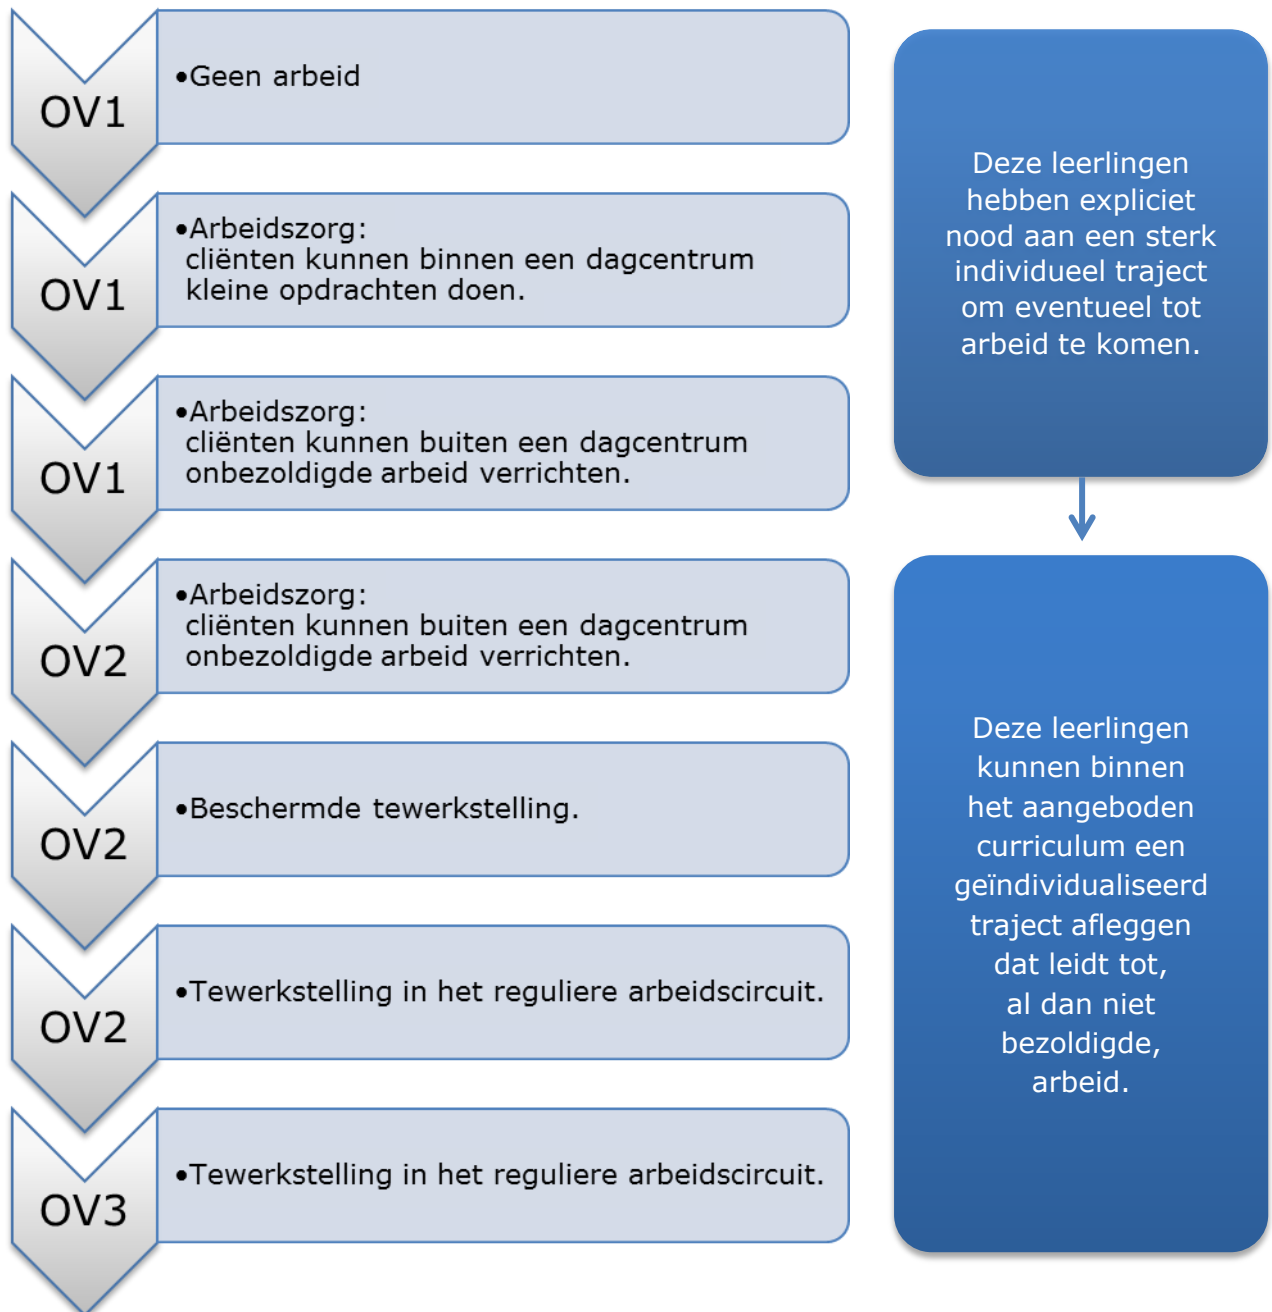 OV1
•Geen arbeid
OV1
•Arbeidszorg:
cliënten kunnen binnen een dagcentrum
kleine opdrachten doen.
OV1
•Arbeidszorg:
cliënten kunnen buiten een dagcentrum
onbezoldigde arbeid verrichten.
OV2
•Arbeidszorg:
cliënten kunnen buiten een dagcentrum
onbezoldigde arbeid verrichten.
OV2
•Beschermde tewerkstelling.
OV2
•Tewerkstelling in het reguliere arbeidscircuit.
OV3
•Tewerkstelling in het reguliere arbeidscircuit.
Deze leerlingen
hebben expliciet
nood aan een sterk
individueel traject
om eventueel tot
arbeid te komen.
Deze leerlingen
kunnen binnen
het aangeboden
curriculum een
geïndividualiseerd
traject afleggen
dat leidt tot,
al dan niet
bezoldigde,
arbeid.